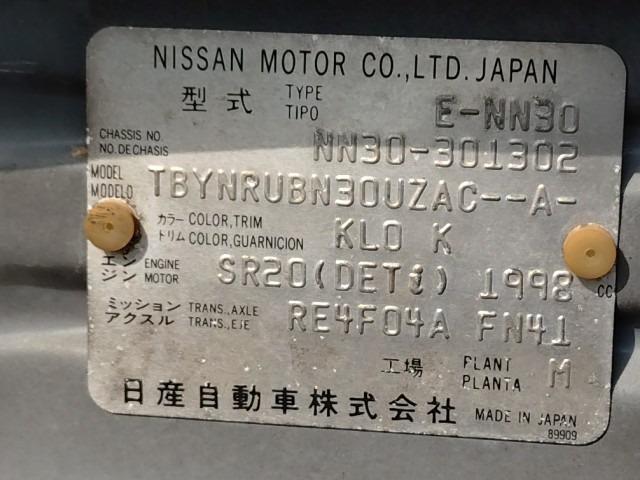 NISSAN MOTOR CO.,LTD. JAPAN
型式 TYPE TIPO E-NN30
CHASSIS NO. NO. DE CHASIS NN30-301302
MODEL MODELO TBYNRUBN30UZAC--A-
カラー COLOR,TRIM トリム COLOR,GUARNICION KL0 K
エンジン ENGINE MOTOR SR20(DETi) 1998 CC
ミッション TRANS.,AXLE アクスル TRANS.,EJE RE4F04A FN41
工場 PLANT PLANTA M
日産自動車株式会社 MADE IN JAPAN
89909